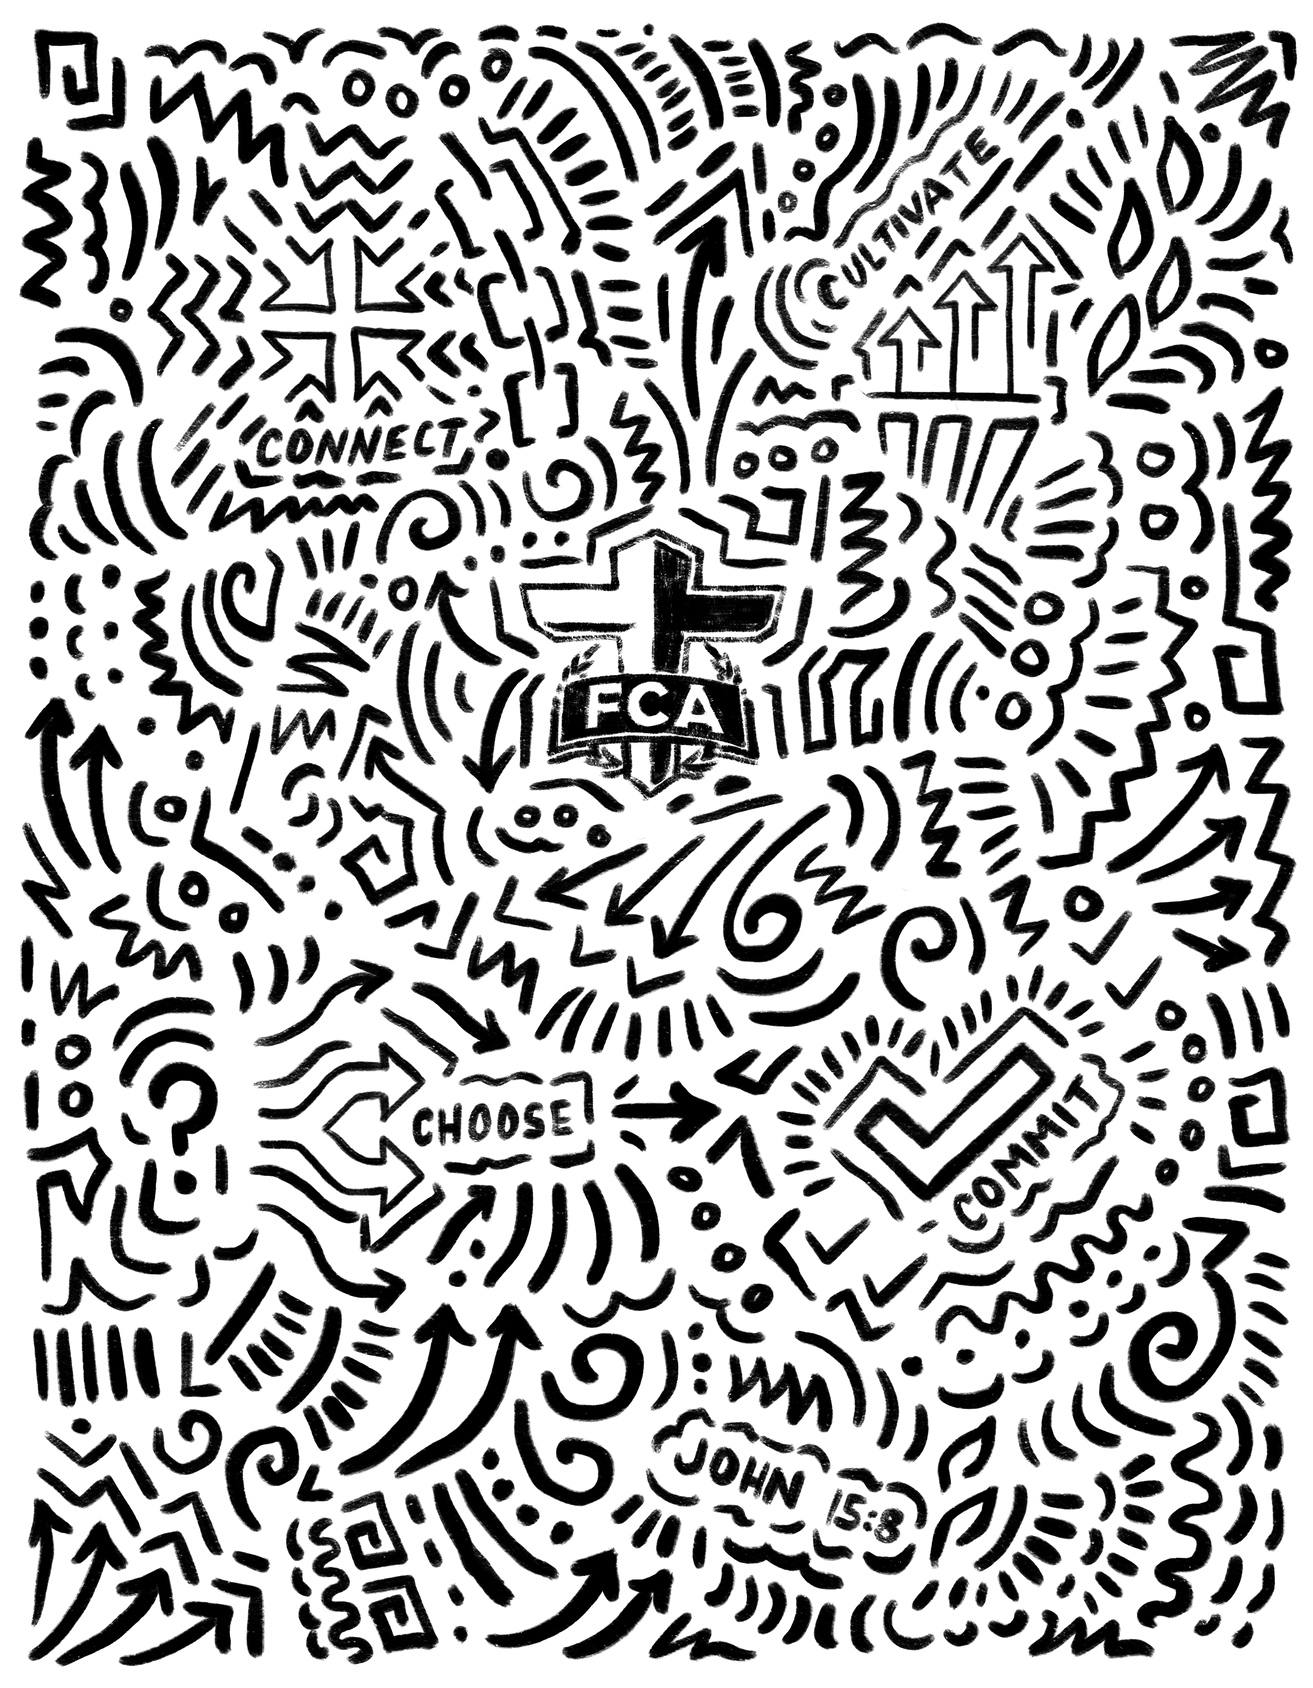 CULTIVATE
CONNECT
FCA
CHOOSE
COMMIT
JOHN 15:8